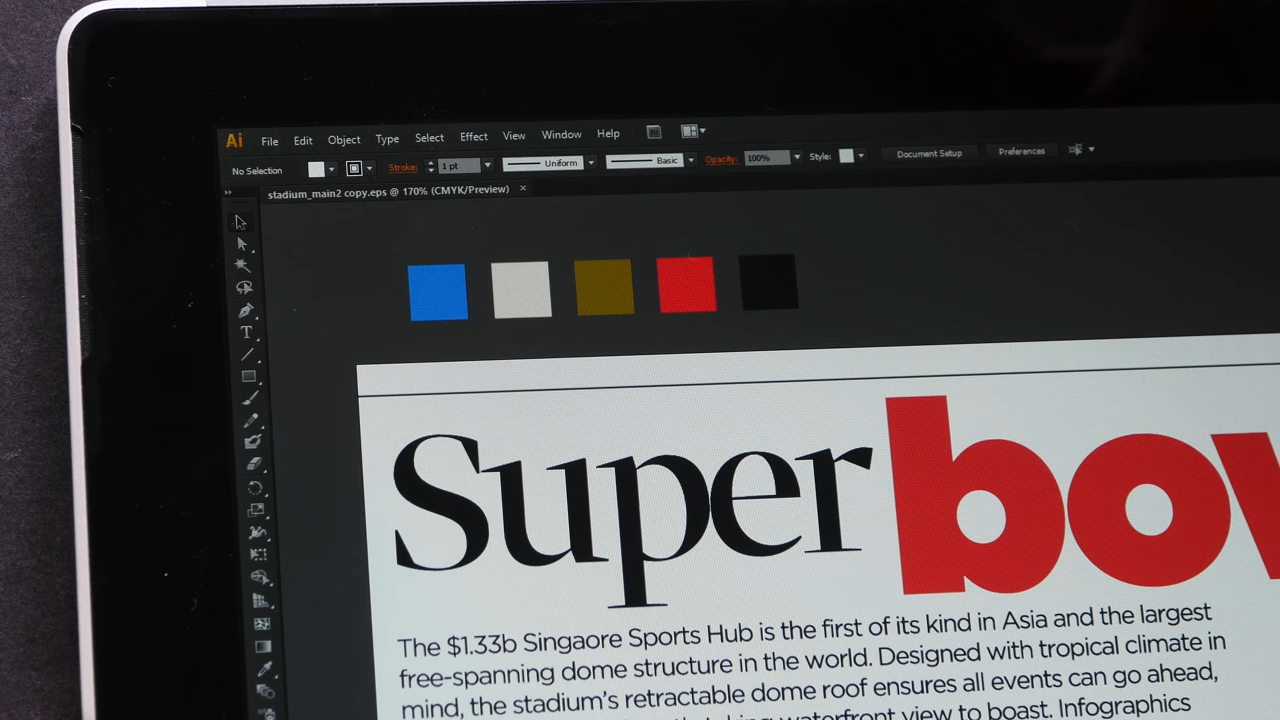 Ai File Edit Object Type Select Effect View Window Help
No Selection Stroke: 1 pt Uniform Basic Opacity: 100% Style: Document Setup Preferences
stadium_main2 copy.eps @ 170% (CMYK/Preview) ×
T
Super bow
The $1.33b Singaore Sports Hub is the first of its kind in Asia and the largest
free-spanning dome structure in the world. Designed with tropical climate in
mind, the stadium's retractable dome roof ensures all events can go ahead,
waterfront view to boast. Infographics